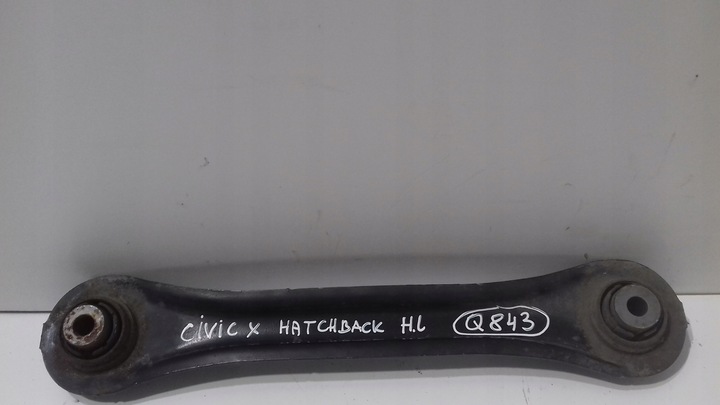 CIVIC X HATCHBACK H.L Q843